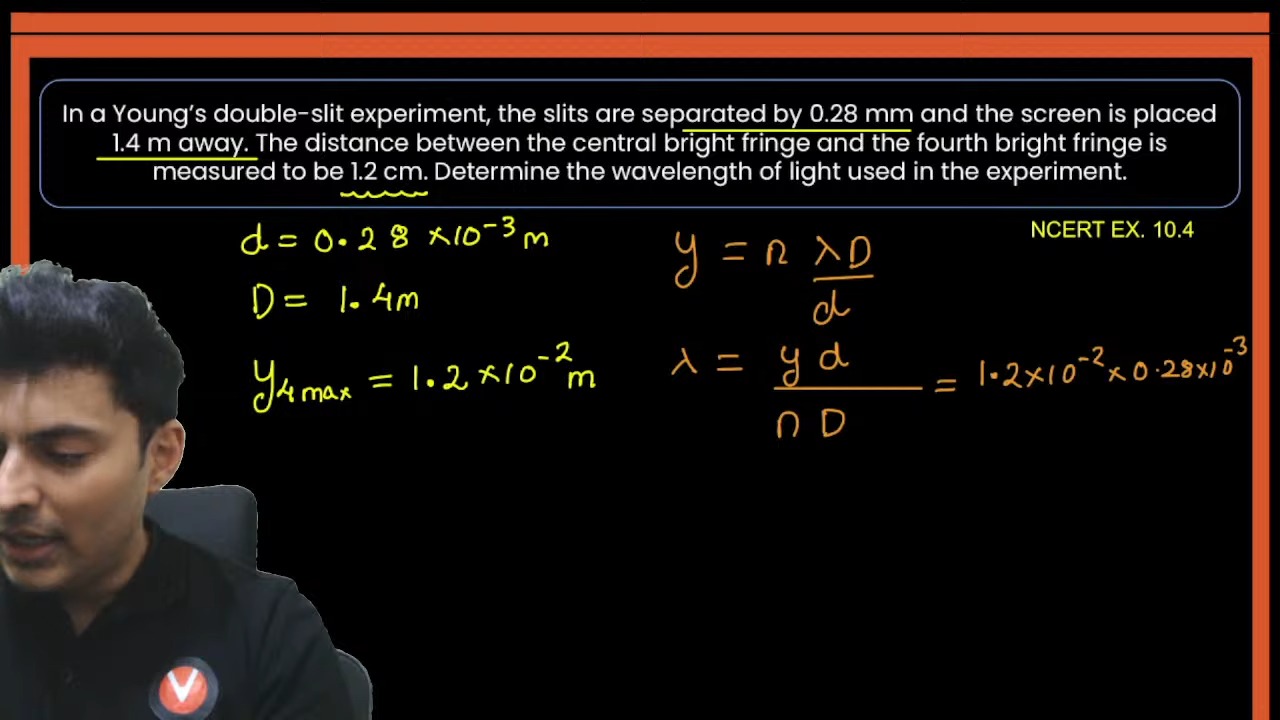 In a Young's double-slit experiment, the slits are separated by 0.28 mm and the screen is placed
1.4 m away. The distance between the central bright fringe and the fourth bright fringe is
measured to be 1.2 cm. Determine the wavelength of light used in the experiment.
NCERT EX. 10.4
d = 0.28 ×10⁻³ m
D = 1.4m
y₄ max = 1.2 ×10⁻² m
y = n λD / d
λ = y d / n D = 1.2×10⁻² × 0.28×10⁻³
V